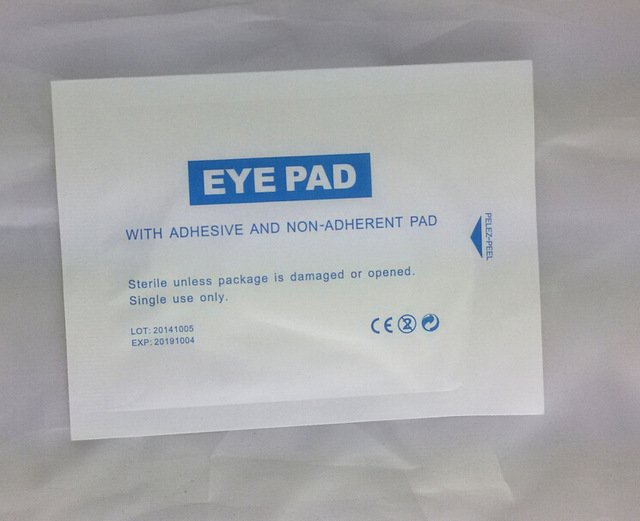 EYE PAD
WITH ADHESIVE AND NON-ADHERENT PAD
PELEZ-PEEL
Sterile unless package is damaged or opened.
Single use only.
LOT: 20141005
EXP: 20191004
CE
2